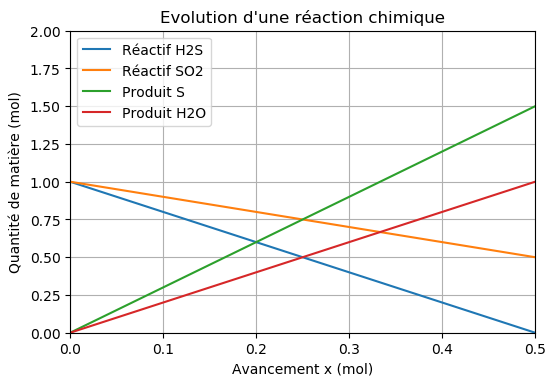 Evolution d'une réaction chimique
2.00
1.75
1.50
1.25
1.00
0.75
0.50
0.25
0.00
Quantité de matière (mol)
Réactif H2S
Réactif SO2
Produit S
Produit H2O
0.0 0.1 0.2 0.3 0.4 0.5
Avancement x (mol)